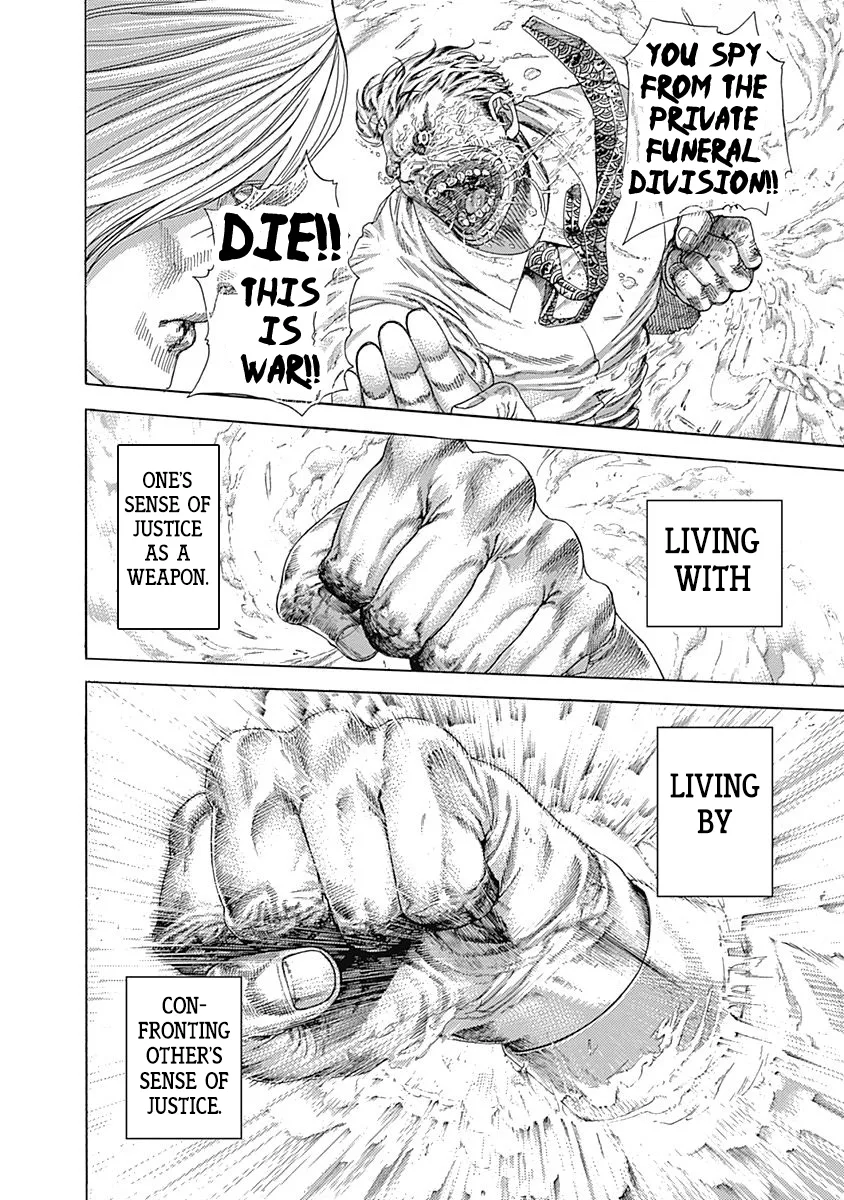 YOU SPY
FROM THE
PRIVATE
FUNERAL
DIVISION!!
DIE!!
THIS
IS
WAR!!
LIVING
WITH
ONE'S
SENSE OF
JUSTICE
AS A
WEAPON.
LIVING
BY
CON-
FRONTING
OTHER'S
SENSE OF
JUSTICE.